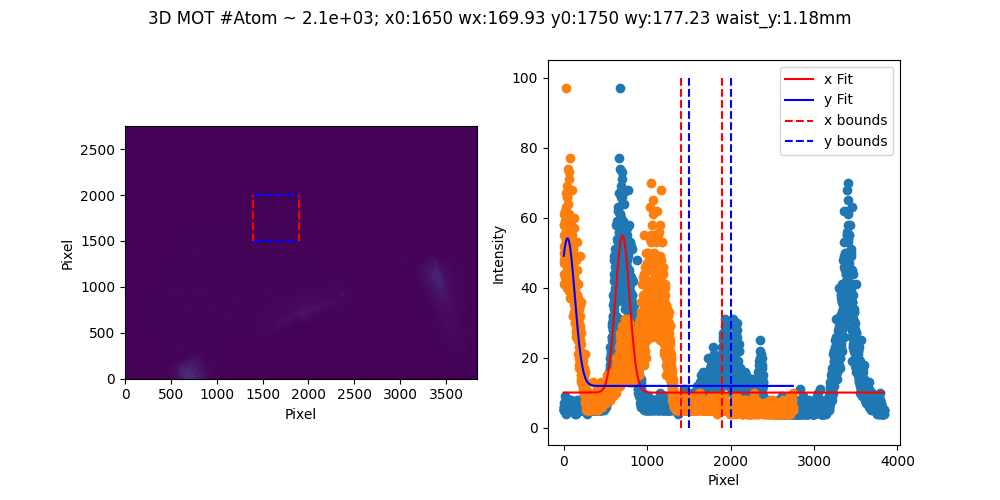 3D MOT #Atom ~ 2.1e+03; x0:1650 wx:169.93 y0:1750 wy:177.23 waist_y:1.18mm
2500
2000
1500
1000
500
0
Pixel
0 500 1000 1500 2000 2500 3000 3500
Pixel
100
80
60
40
20
0
Intensity
0 1000 2000 3000 4000
Pixel
x Fit
y Fit
x bounds
y bounds